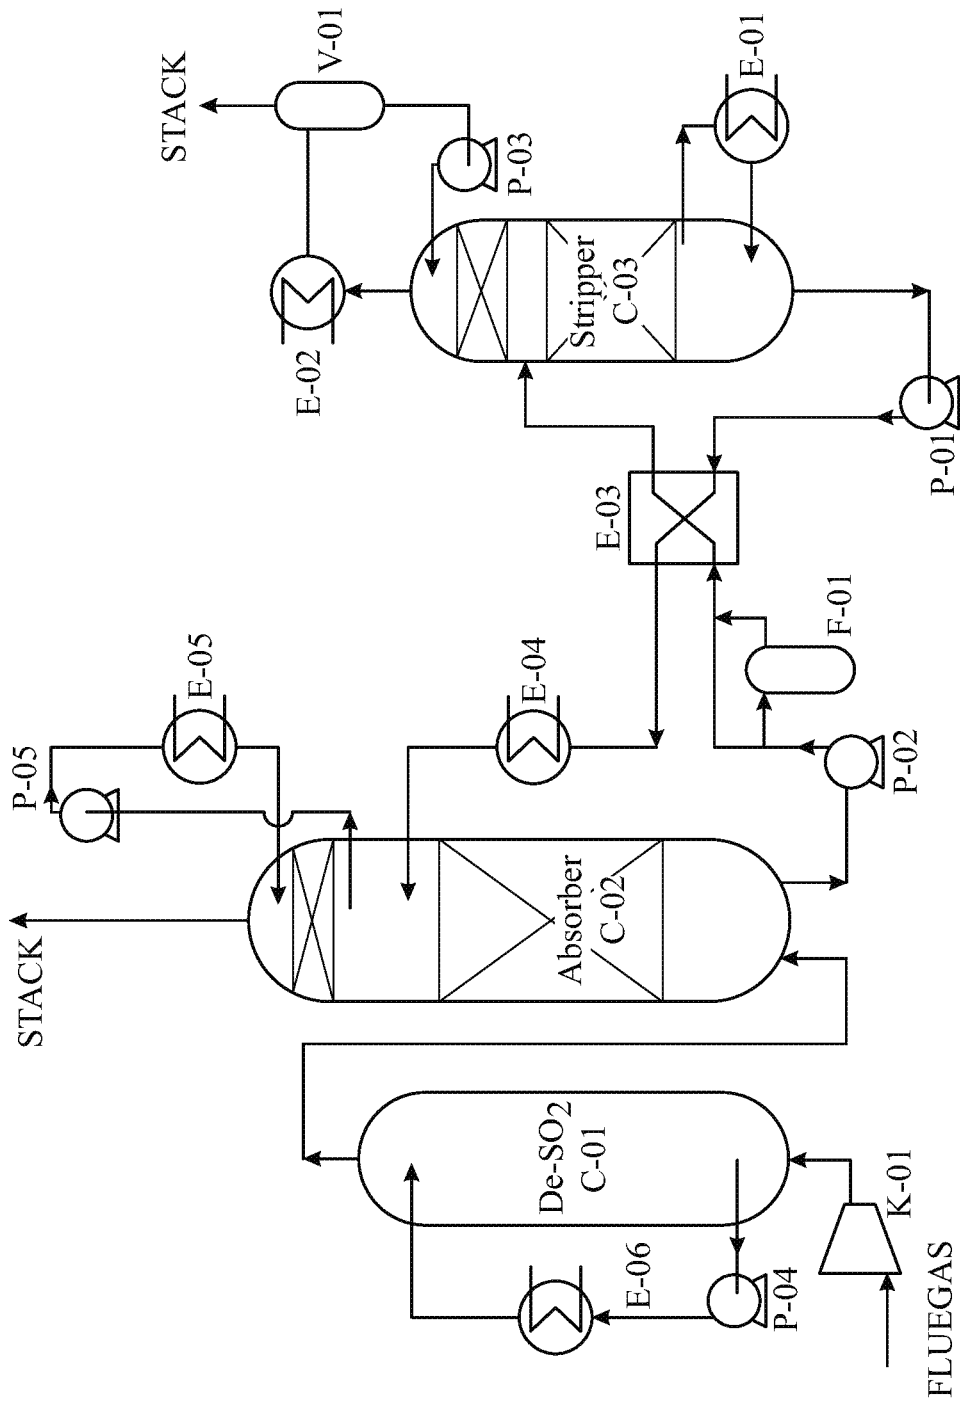 STACK
STACK
V-01
P-05
E-05
E-02
P-03
E-01
Absorber
C-02
E-04
E-03
Stripper
C-03
De-SO2
C-01
E-06
P-04
K-01
P-02
F-01
P-01
FLUEGAS